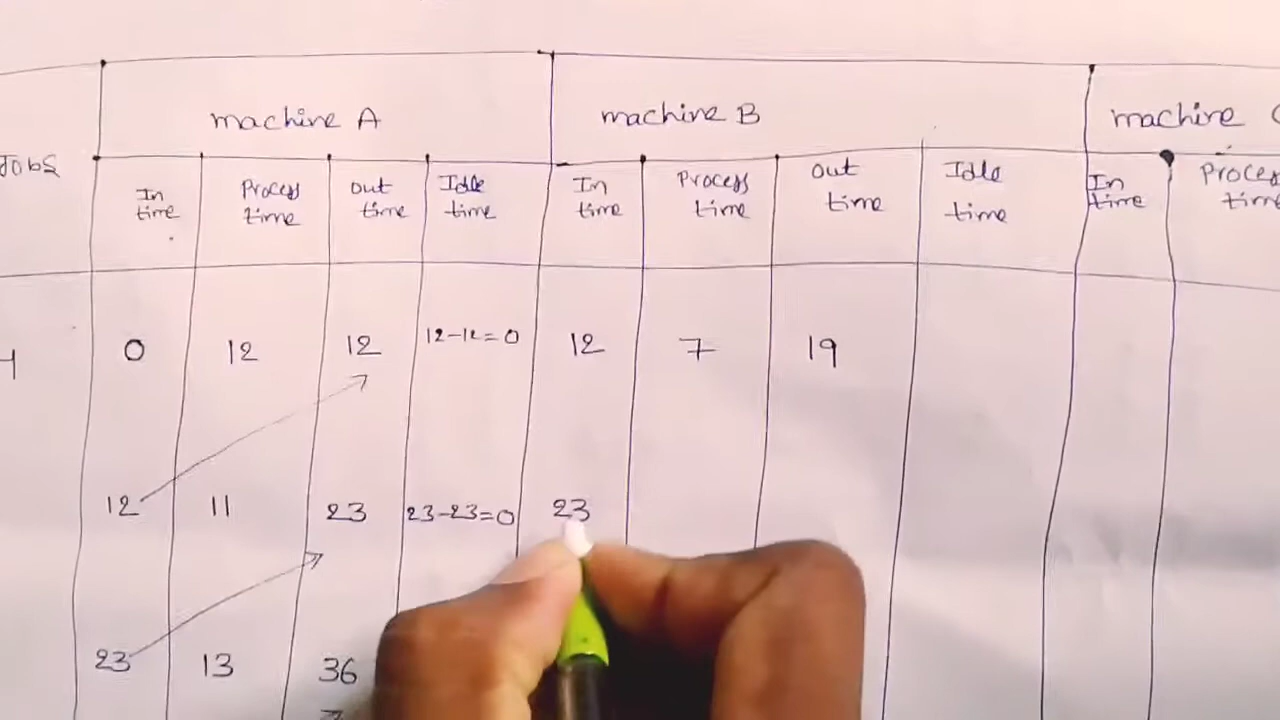 machine A machine B machine
Jobs In time Process time Out time Idle time In time Process time Out time Idle time In time Process time
0 12 12 12-12=0 12 7 19
12 11 23 23-23=0 23
23 13 36